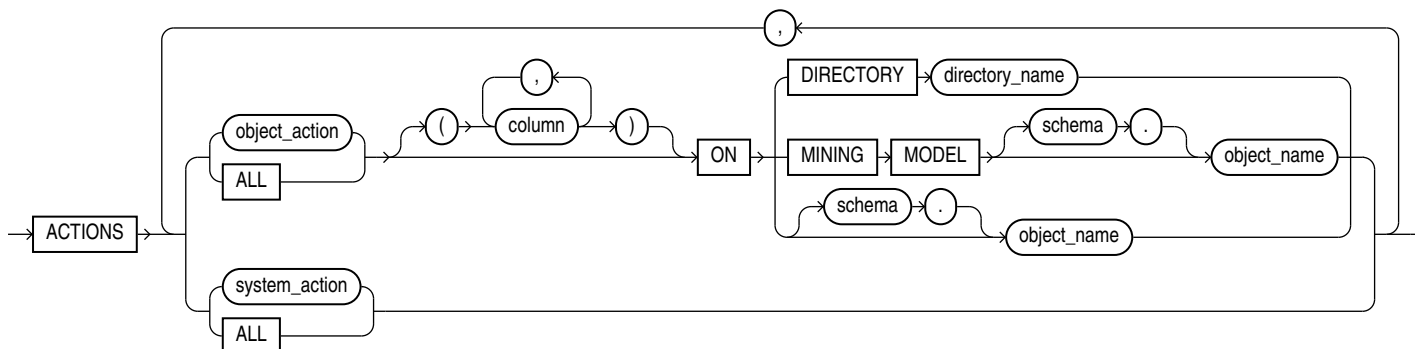 ,
, DIRECTORY directory_name
object_action ( column ) schema .
ON MINING MODEL object_name
ALL
schema .
ACTIONS object_name
system_action
ALL